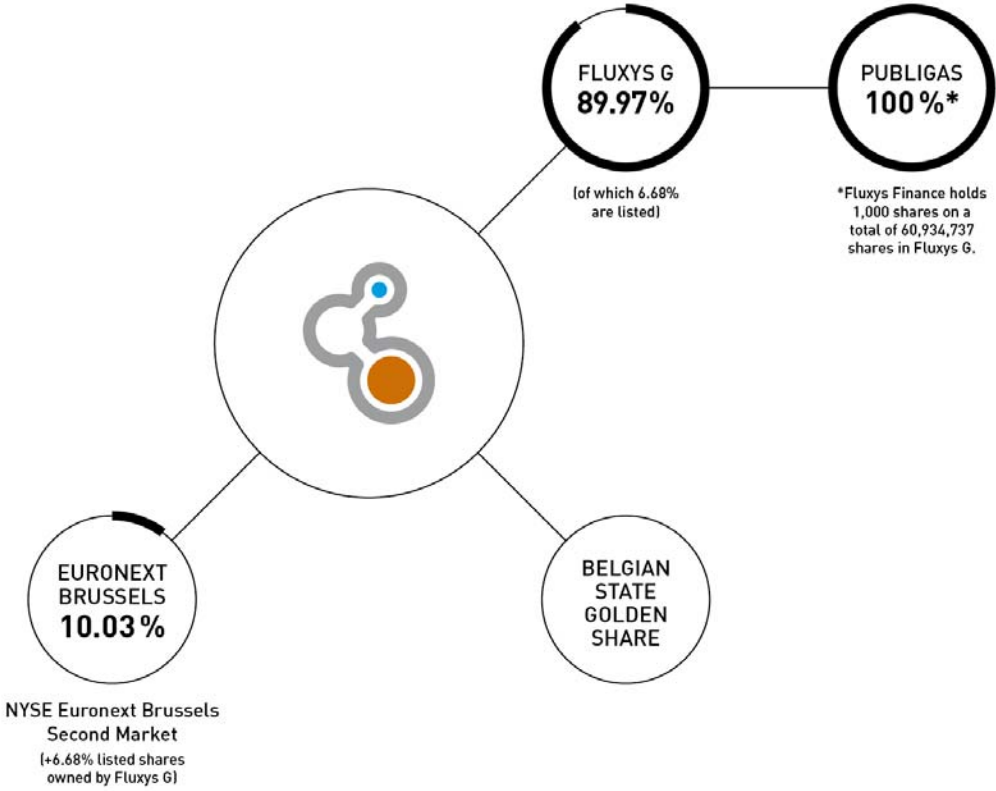 FLUXYS G
89.97%
(of which 6.68%
are listed)
PUBLIGAS
100%*
*Fluxys Finance holds
1,000 shares on a
total of 60,934,737
shares in Fluxys G.
EURONEXT
BRUSSELS
10.03%
NYSE Euronext Brussels
Second Market
(+6.68% listed shares
owned by Fluxys G)
BELGIAN
STATE
GOLDEN
SHARE